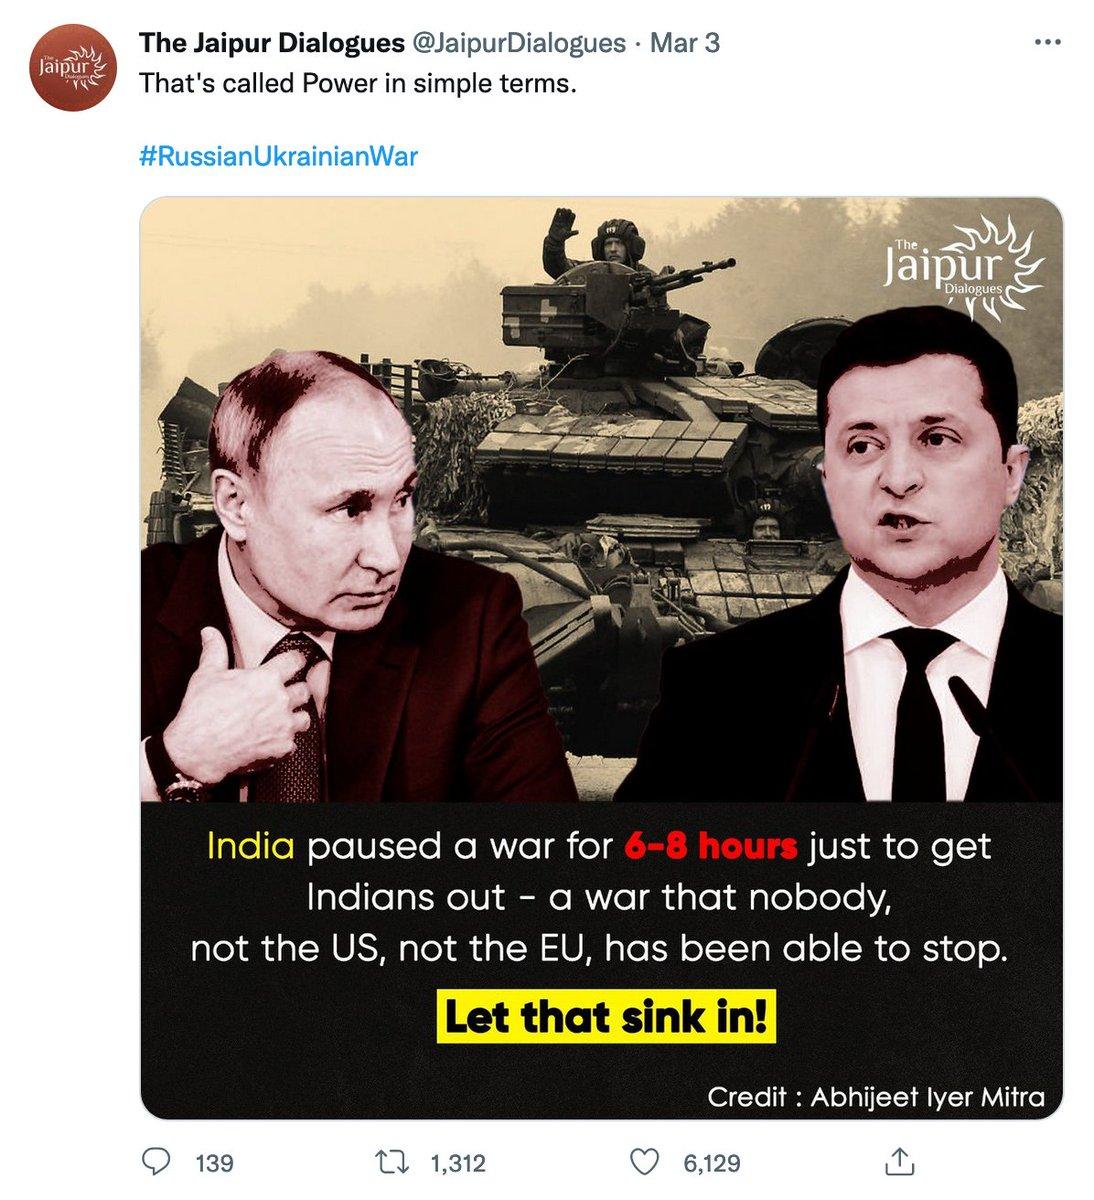 The Jaipur Dialogues @JaipurDialogues · Mar 3
That's called Power in simple terms.
#RussianUkrainianWar
The
Jaipur
Dialogues
The
Jaipur
Dialogues
119
119
India paused a war for 6-8 hours just to get
Indians out - a war that nobody,
not the US, not the EU, has been able to stop.
Let that sink in!
Credit : Abhijeet Iyer Mitra
139 1,312 6,129